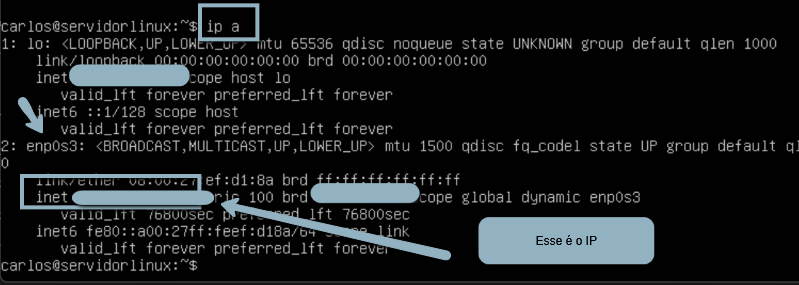 carlos@servidorlinux:~$ ip a
1: lo: <LOOPBACK,UP,LOWER_UP> mtu 65536 qdisc noqueue state UNKNOWN group default qlen 1000
link/loopback 00:00:00:00:00:00 brd 00:00:00:00:00:00
inet scope host lo
valid_lft forever preferred_lft forever
inet6 ::1/128 scope host
valid_lft forever preferred_lft forever
2: enp0s3: <BROADCAST,MULTICAST,UP,LOWER_UP> mtu 1500 qdisc fq_codel state UP group default ql
0
link/ether 08:00:27:ef:d1:8a brd ff:ff:ff:ff:ff:ff
inet ric 100 brd cope global dynamic enp0s3
valid_lft 76800sec preferred_lft 76800sec
inet6 fe80::a00:27ff:feef:d18a/64 scope link
valid_lft forever preferred_lft forever
carlos@servidorlinux:~$
Esse é o IP